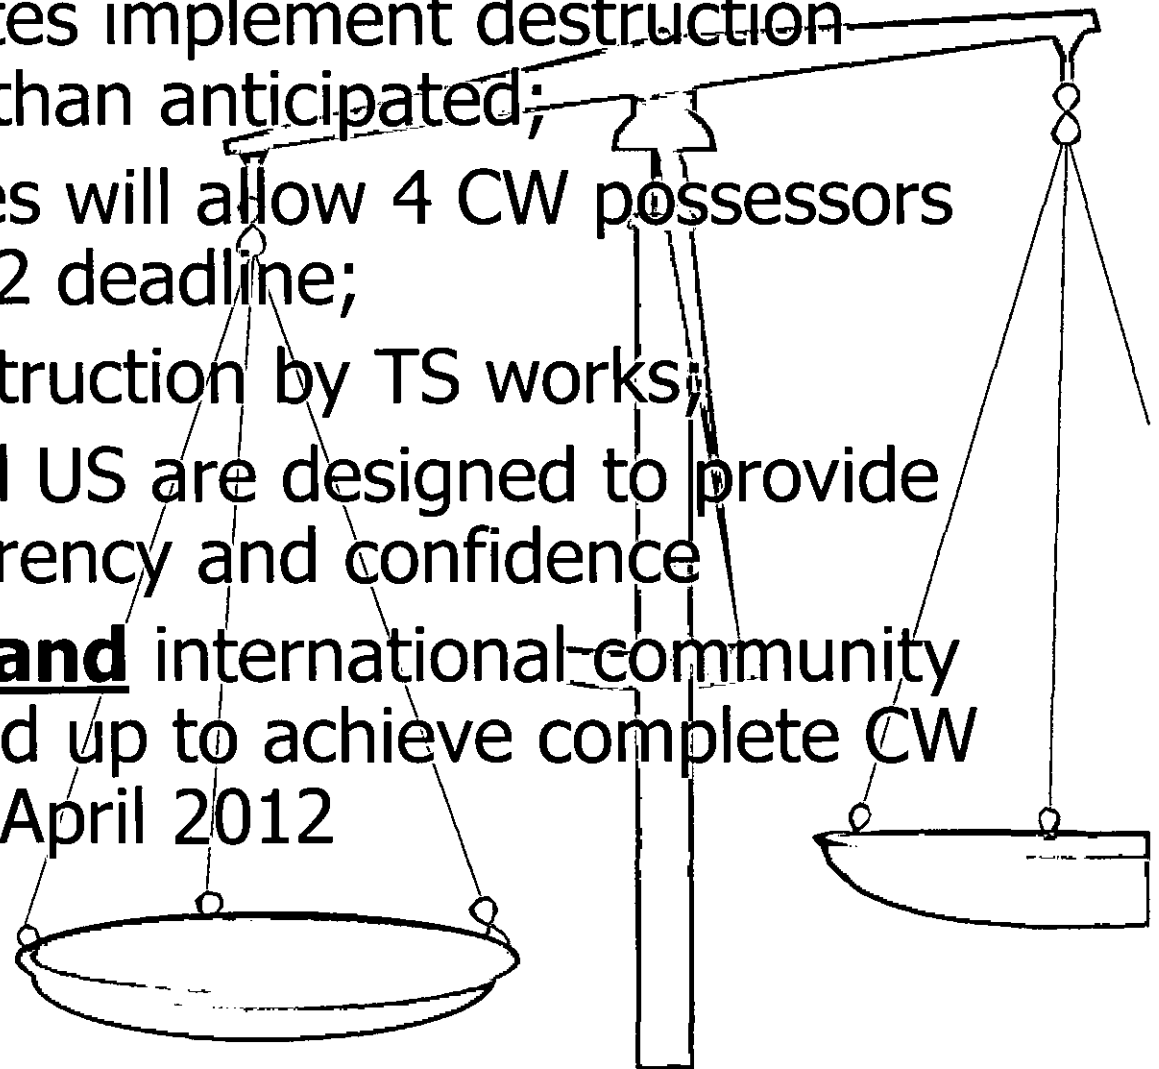 tes implement destruction
than anticipated;
es will allow 4 CW possessors
2 deadline;
truction by TS works;
d US are designed to provide
rency and confidence
and international community
d up to achieve complete CW
April 2012